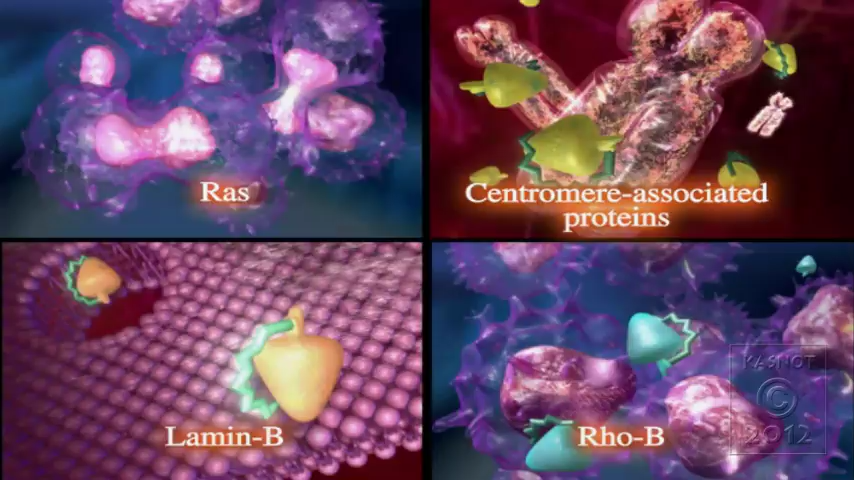 Ras
Centromere-associated
proteins
Lamin-B
Rho-B
KASNOT
©
2012